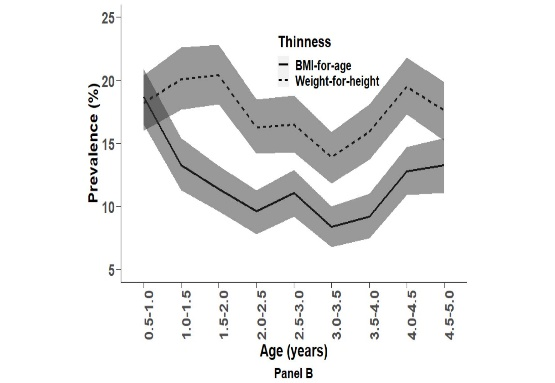 25
20
15
10
5
Prevalence (%)
Thinness
BMI-for-age
Weight-for-height
0.5-1.0
1.0-1.5
1.5-2.0
2.0-2.5
2.5-3.0
3.0-3.5
3.5-4.0
4.0-4.5
4.5-5.0
Age (years)
Panel B